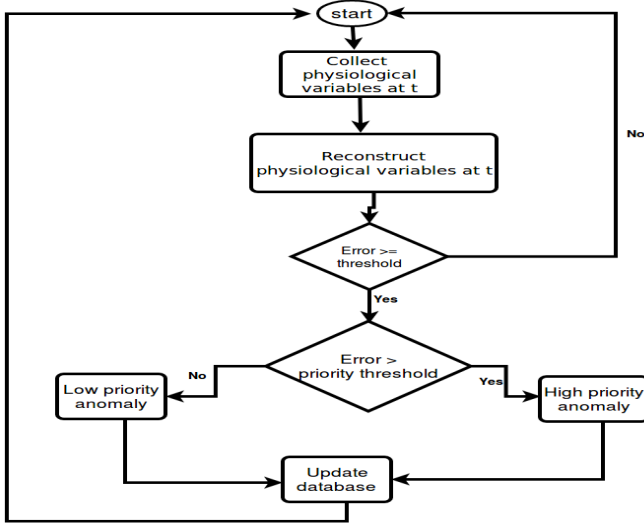 start
Collect
physiological
variables at t
No
Reconstruct
physiological variables at t
Error >=
threshold
Yes
Error >
priority threshold
No
Yes
Low priority
anomaly
High priority
anomaly
Update
database